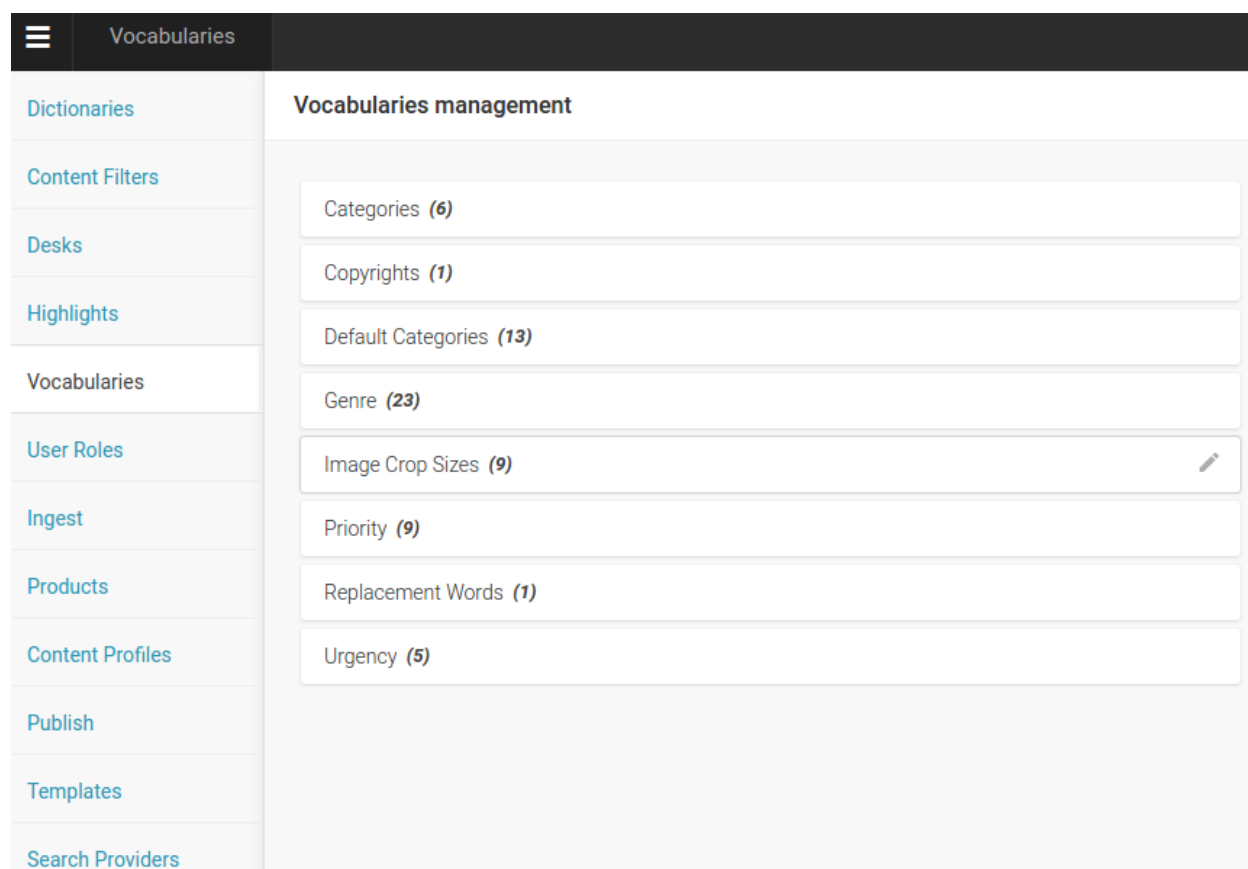 Vocabularies
Dictionaries
Content Filters
Desks
Highlights
Vocabularies
User Roles
Ingest
Products
Content Profiles
Publish
Templates
Search Providers
Vocabularies management
Categories (6)
Copyrights (1)
Default Categories (13)
Genre (23)
Image Crop Sizes (9)
Priority (9)
Replacement Words (1)
Urgency (5)